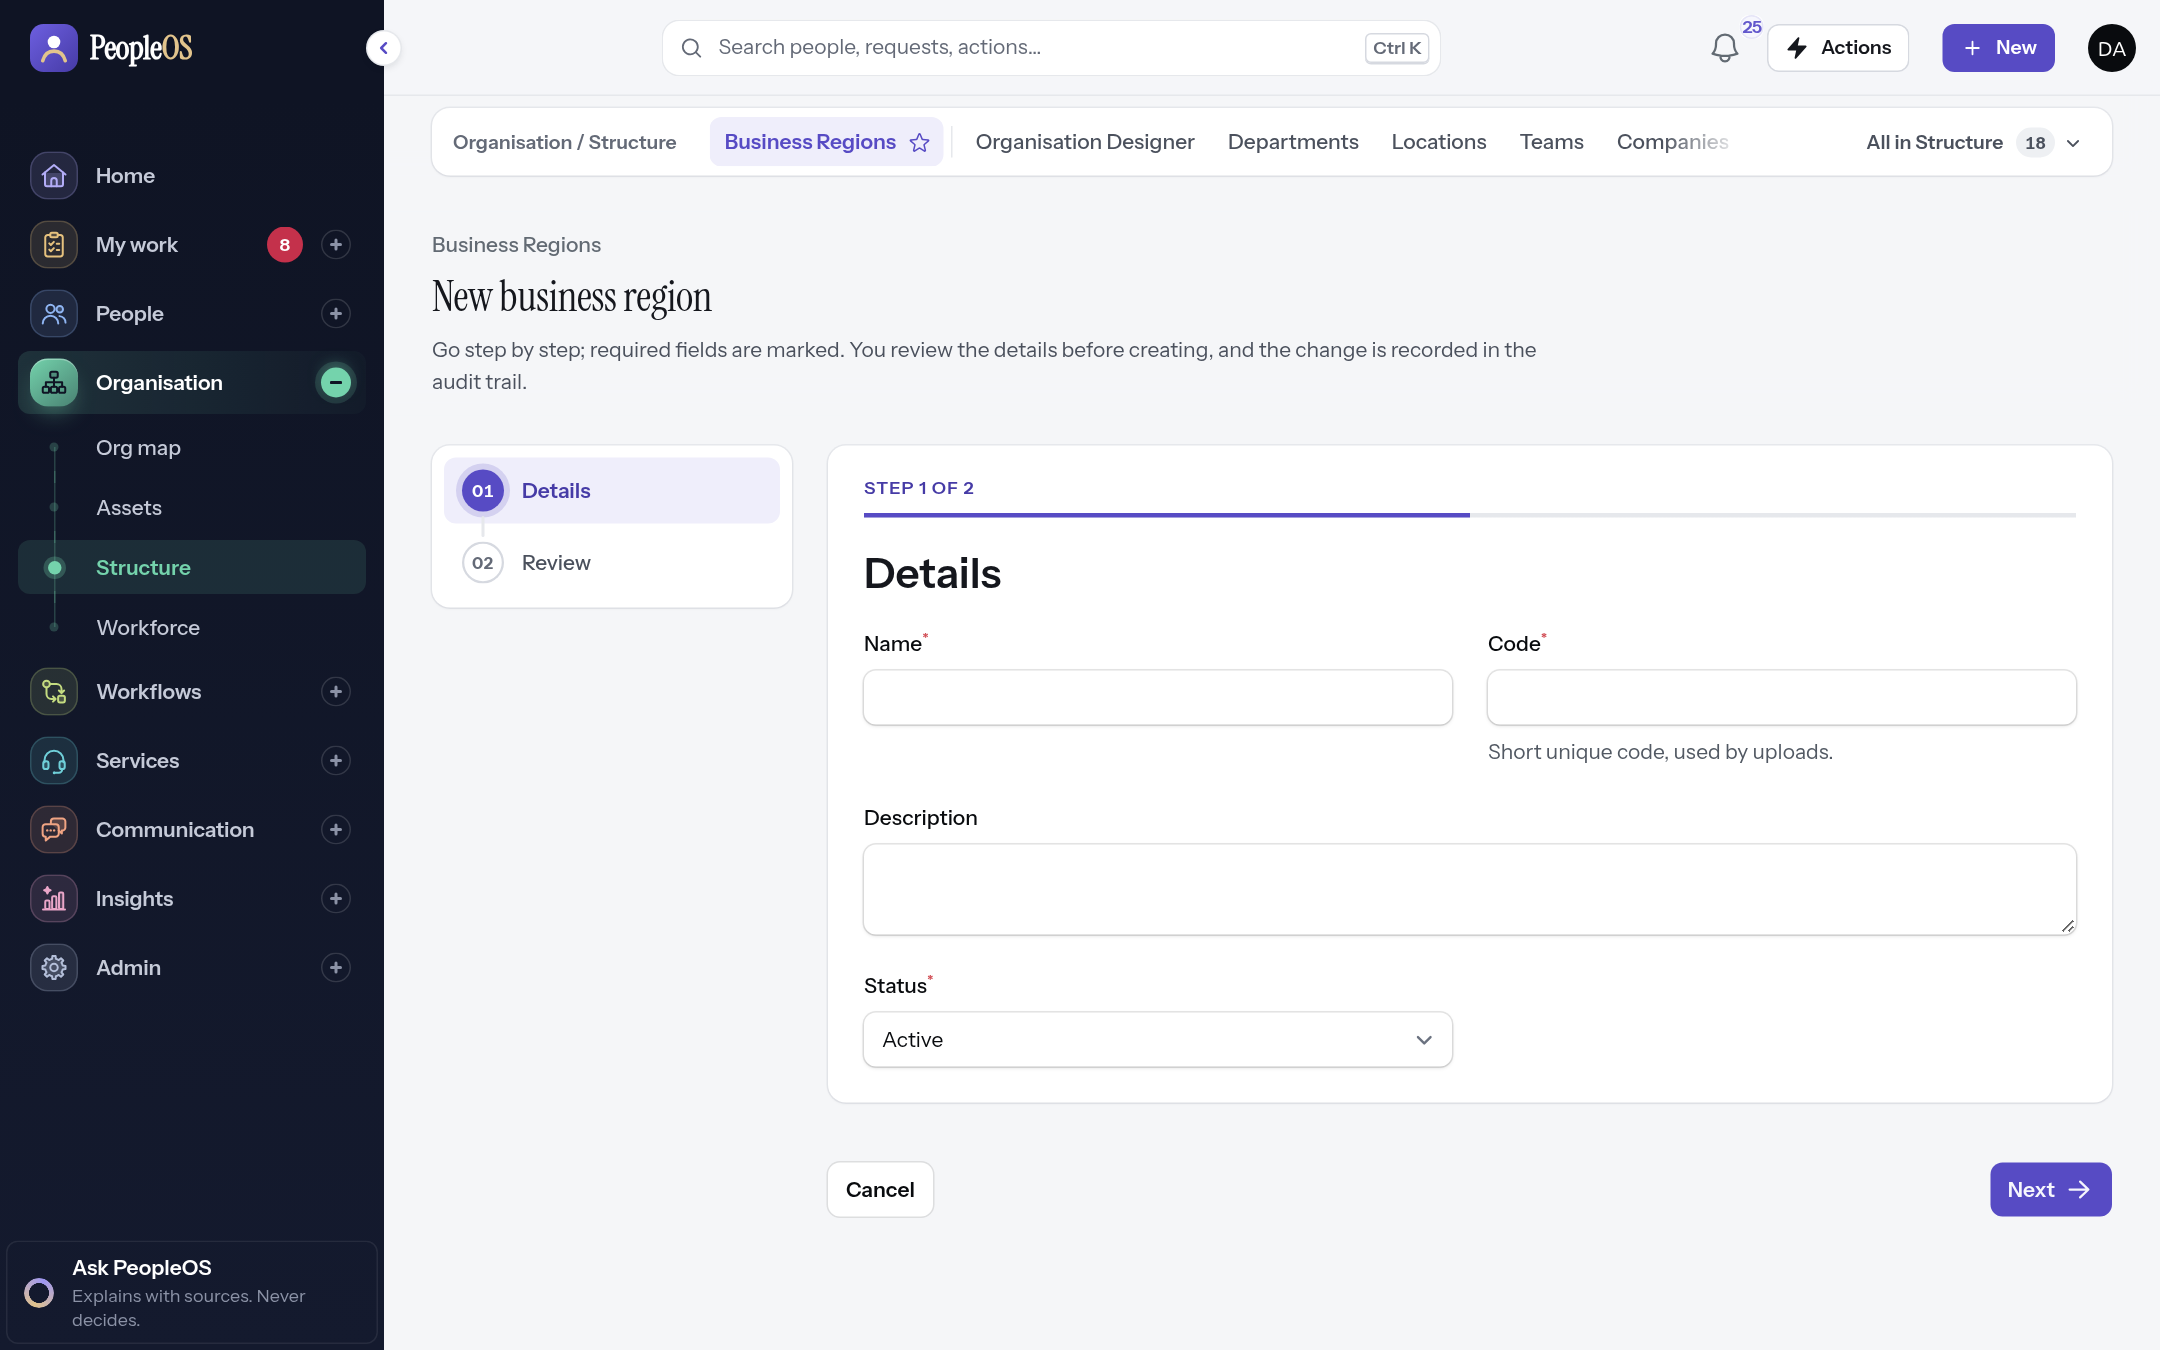 PeopleOS
Search people, requests, actions...
Ctrl K
25
Actions
New
DA
Home
My work
8
People
Organisation
Org map
Assets
Structure
Workforce
Workflows
Services
Communication
Insights
Admin
Ask PeopleOS
Explains with sources. Never
decides.
Organisation / Structure
Business Regions
Organisation Designer
Departments
Locations
Teams
Companies
All in Structure
18
Business Regions
New business region
Go step by step; required fields are marked. You review the details before creating, and the change is recorded in the
audit trail.
01
Details
02
Review
STEP 1 OF 2
Details
Name*
Code*
Short unique code, used by uploads.
Description
Status*
Active
Cancel
Next